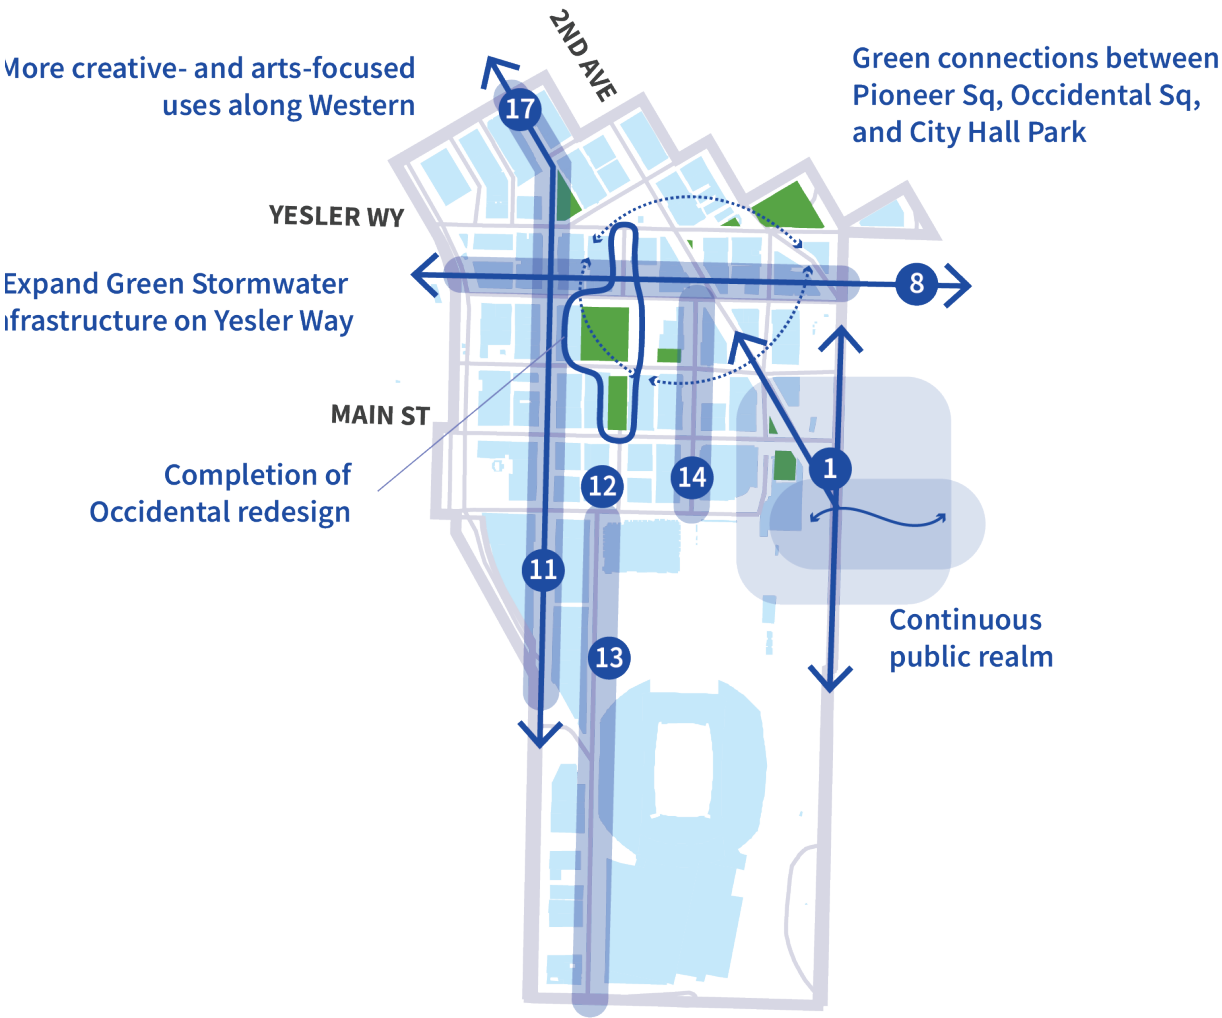 2ND AVE
More creative- and arts-focused
uses along Western
Green connections between
Pioneer Sq, Occidental Sq,
and City Hall Park
17
YESLER WY
Expand Green Stormwater
nfrastructure on Yesler Way
8
MAIN ST
Completion of
Occidental redesign
12
14
1
11
13
Continuous
public realm